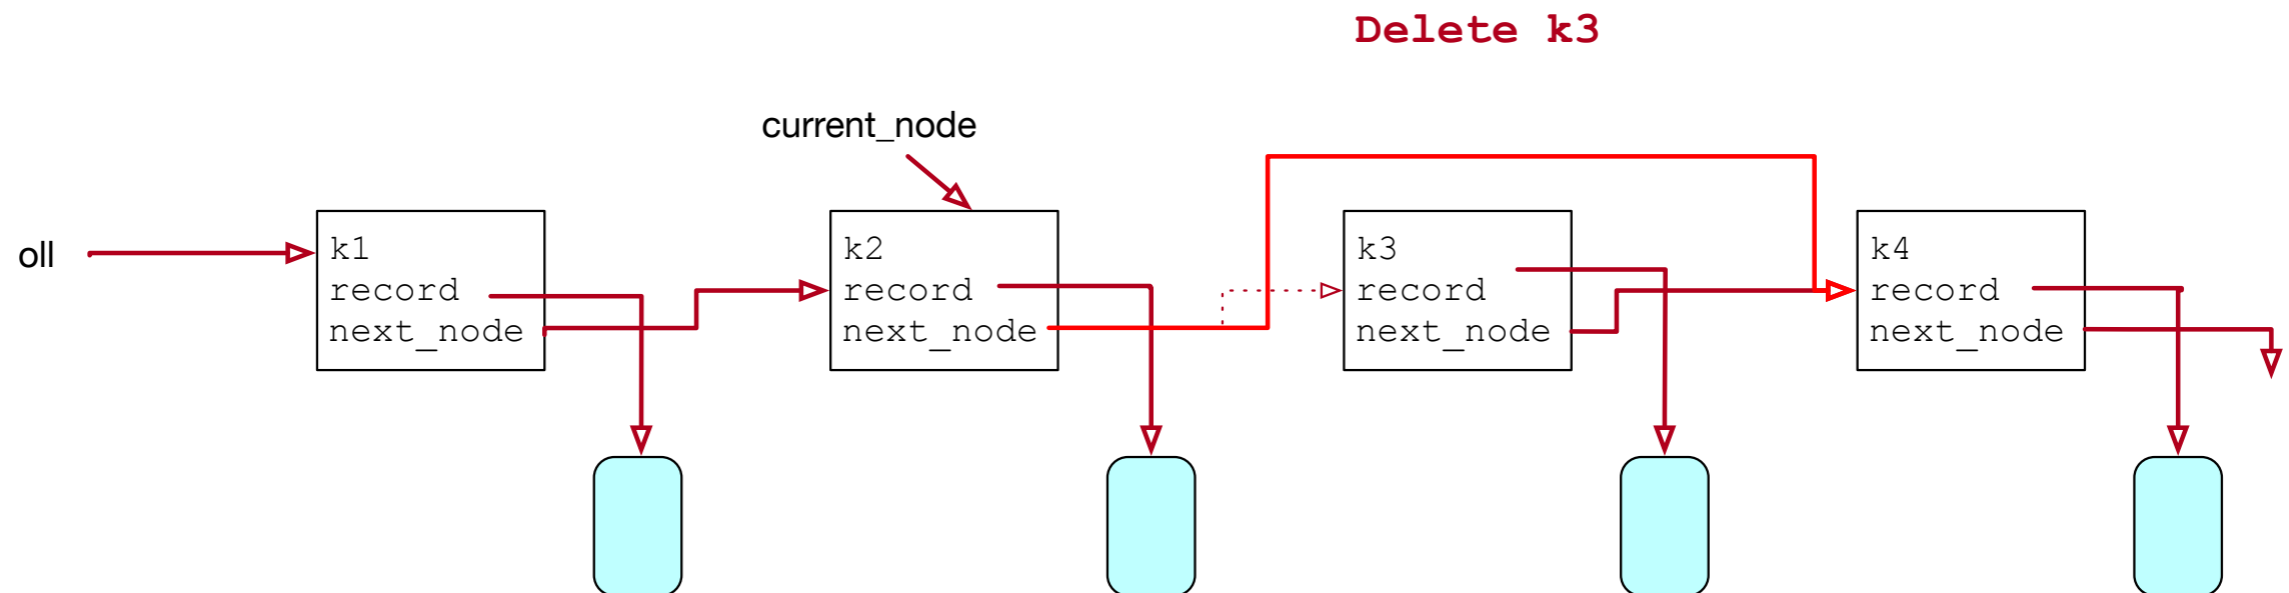 Delete k3
current_node
oll
k1
record
next_node
k2
record
next_node
k3
record
next_node
k4
record
next_node